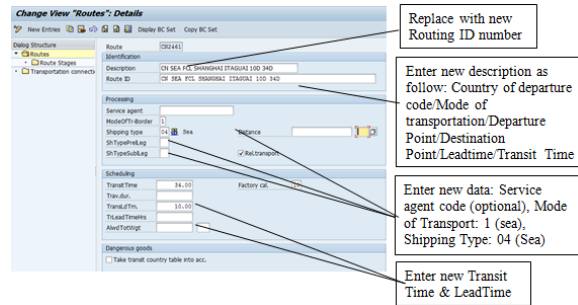 Change View "Routes": Details
New Entries Display BC Set Copy BC Set
Dialog Structure
Routes
Route Stages
Transportation connecti
Route CN2461
Identification
Description CN SEA FCL SHANGHAI ITAGUAI 10D 34D
Route ID CN SEA FCL SHANGHAI ITAGUAI 10D 34D
Processing
Service agent
ModeOfTr-Border 1
Shipping type 04 Sea Distance
ShTypePreLeg
ShTypeSubLeg Rel.transport
Scheduling
TransitTime 34.00 Factory cal.
Trav.dur.
TransLdTm. 10.00
TrLeadTimeHrs
AlwdTotWgt
Dangerous goods
Take transit country table into acc.
Replace with new
Routing ID number
Enter new description as
follow: Country of departure
code/Mode of
transportation/Departure
Point/Destination
Point/Leadtime/Transit Time
Enter new data: Service
agent code (optional), Mode
of Transport: 1 (sea),
Shipping Type: 04 (Sea)
Enter new Transit
Time & LeadTime